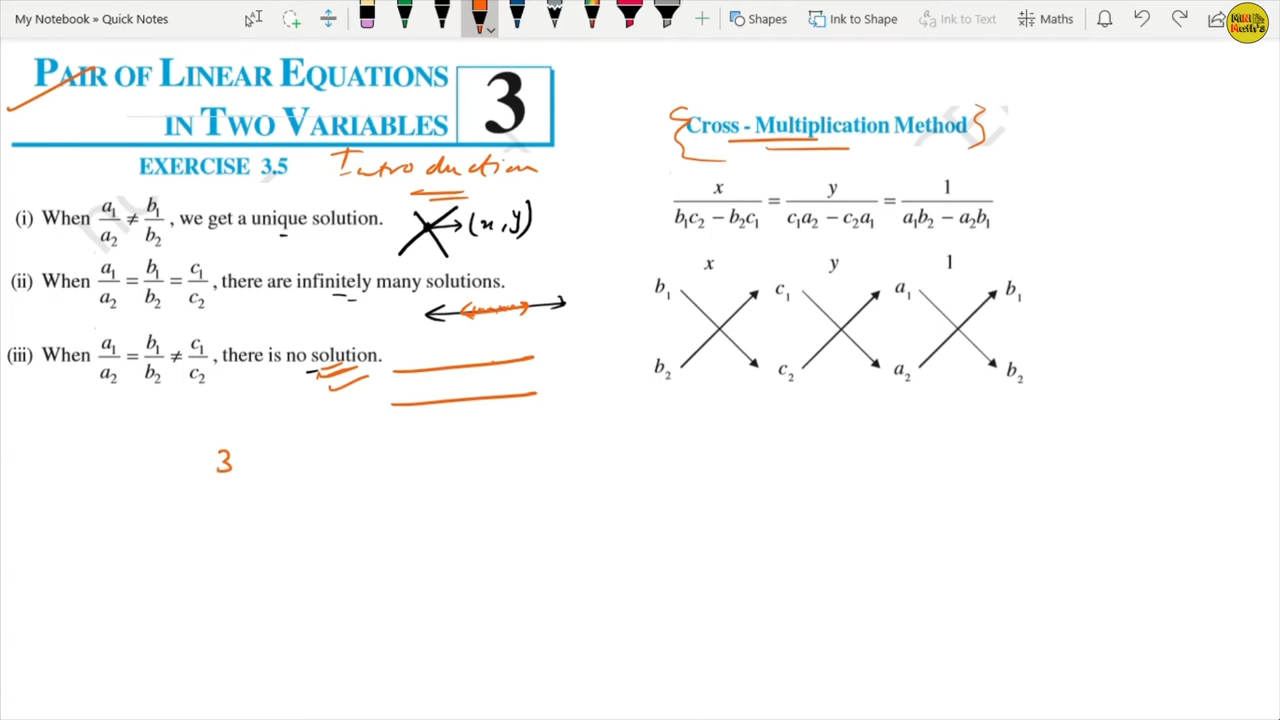 My Notebook » Quick Notes
Shapes
Ink to Shape
Ink to Text
Maths
MiNi Math's
PAIR OF LINEAR EQUATIONS
IN TWO VARIABLES
3
EXERCISE 3.5
Introduction
(i) When a₁/a₂ ≠ b₁/b₂, we get a unique solution.
(x, y)
(ii) When a₁/a₂ = b₁/b₂ = c₁/c₂, there are infinitely many solutions.
(iii) When a₁/a₂ = b₁/b₂ ≠ c₁/c₂, there is no solution.
3
Cross - Multiplication Method
x/(b₁c₂ − b₂c₁) = y/(c₁a₂ − c₂a₁) = 1/(a₁b₂ − a₂b₁)
x y 1
b₁ c₁ a₁ b₁
b₂ c₂ a₂ b₂